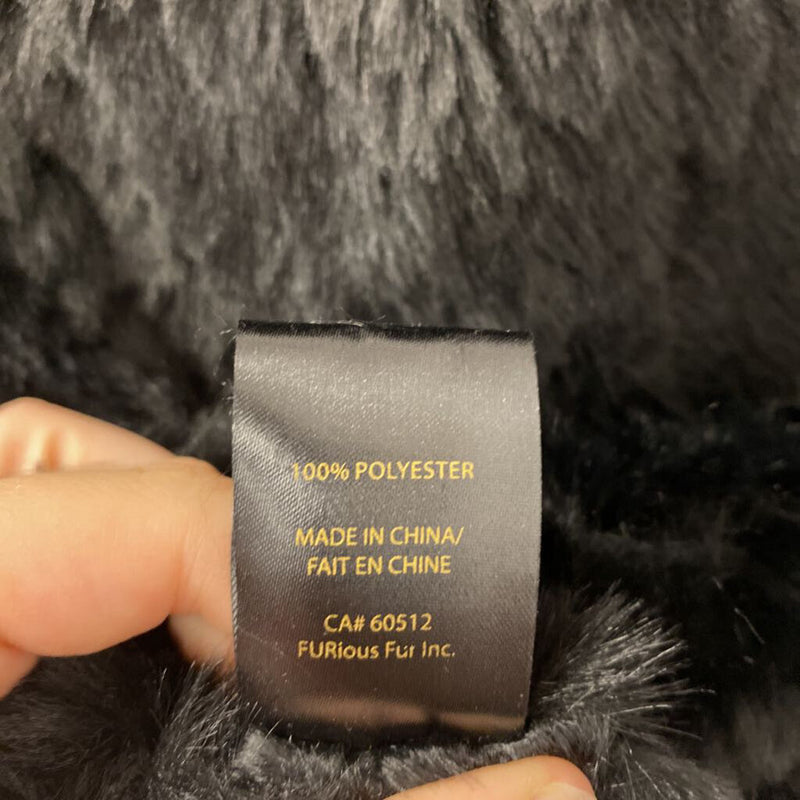 100% POLYESTER
MADE IN CHINA/
FAIT EN CHINE
CA# 60512
FURious Fur Inc.